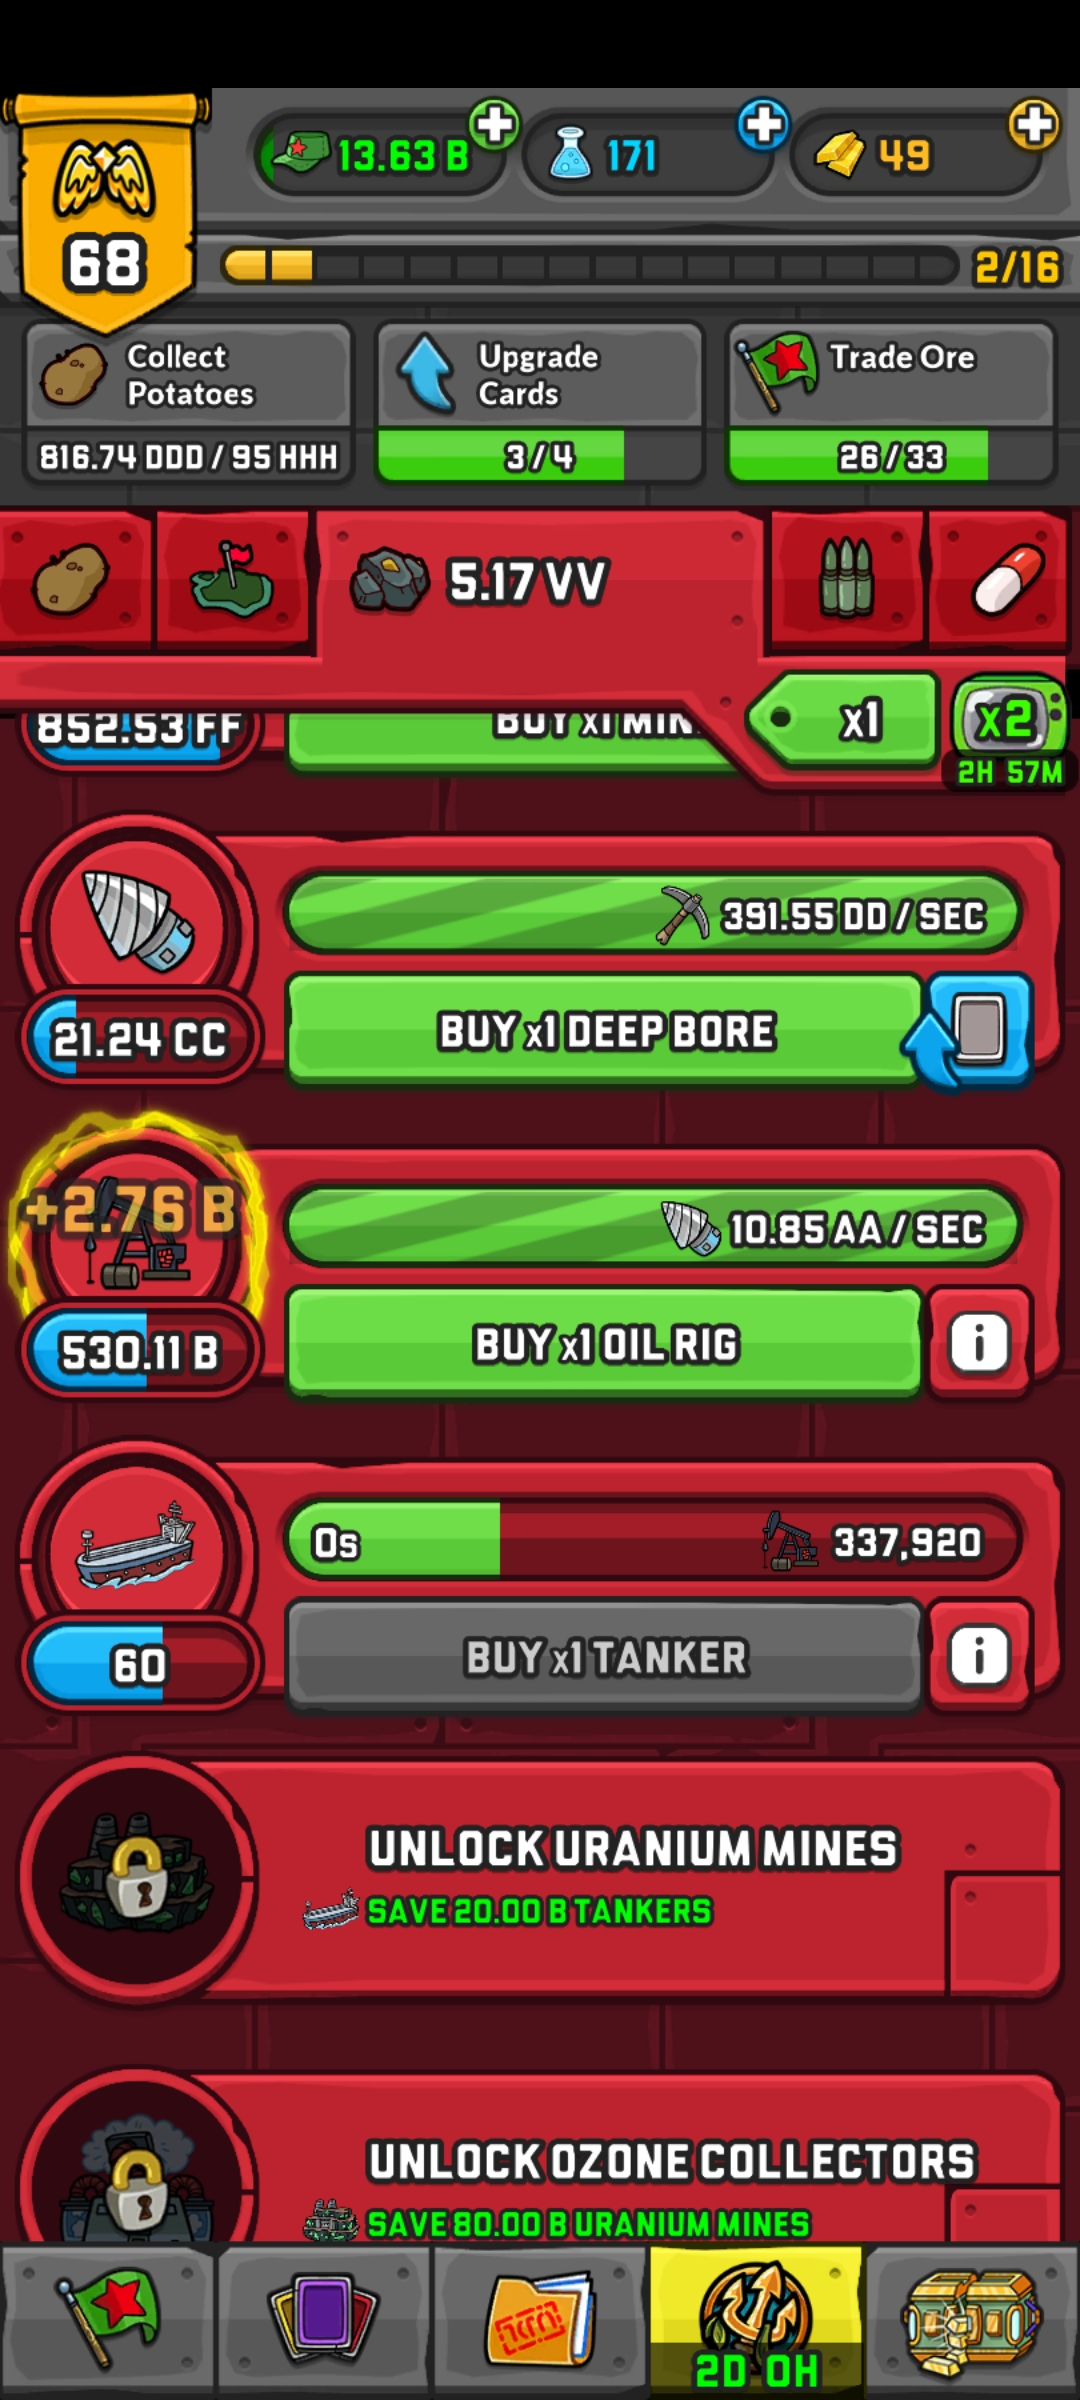 13.63 B
171
49
68
2/16
Collect
Potatoes
816.74 DDD / 95 HHH
Upgrade
Cards
3/4
Trade Ore
26/33
5.17 VV
x1
x2
2H 57M
852.53 FF
BUY x1 MIN
391.55 DD / SEC
21.24 CC
BUY x1 DEEP BORE
+2.76 B
10.85 AA / SEC
530.11 B
BUY x1 OIL RIG
i
0s
337,920
60
BUY x1 TANKER
i
UNLOCK URANIUM MINES
SAVE 20.00 B TANKERS
UNLOCK OZONE COLLECTORS
SAVE 80.00 B URANIUM MINES
2D 0H